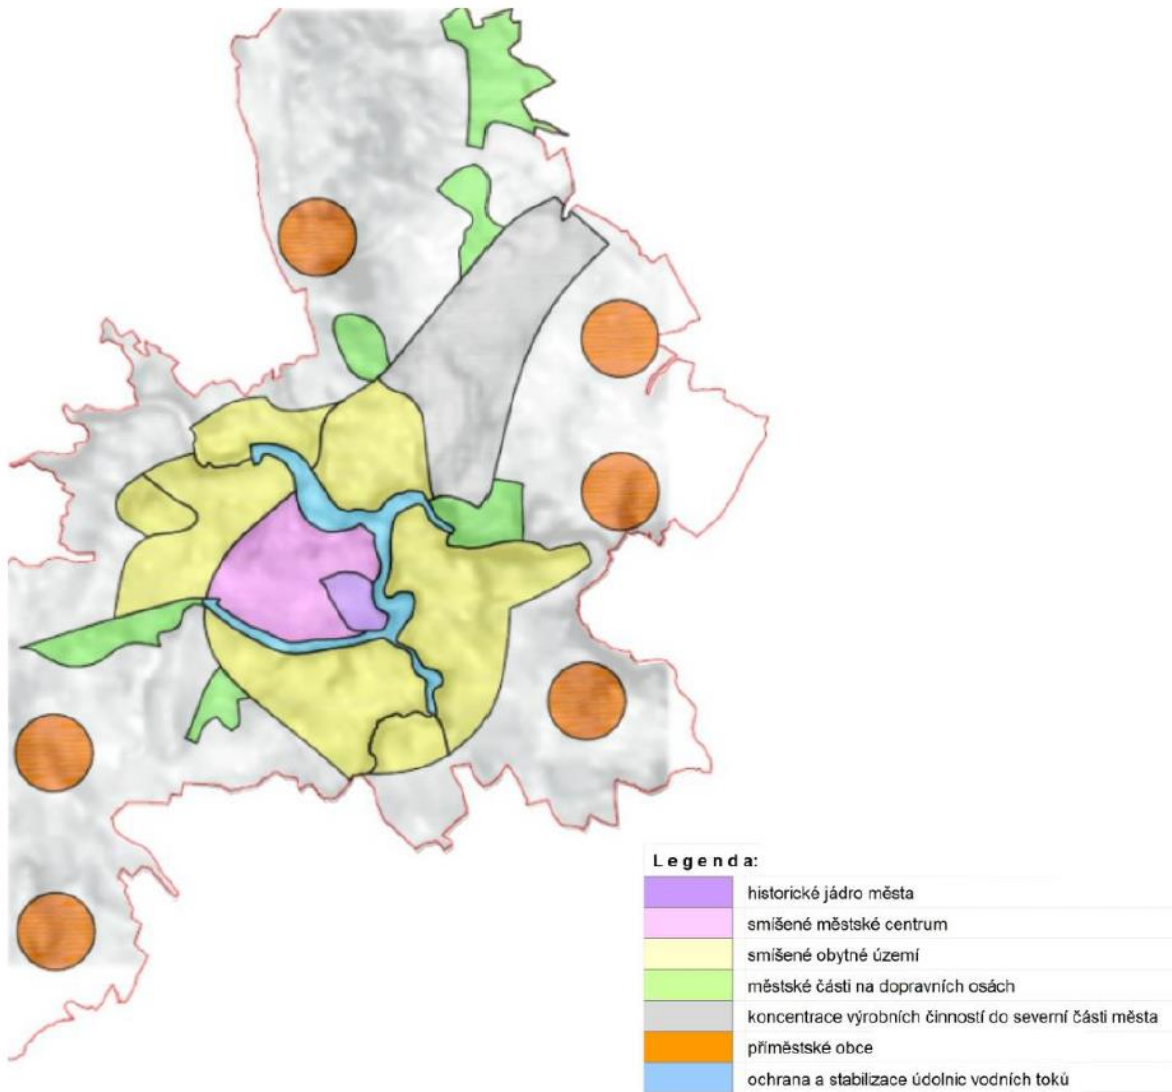 Legenda:
historické jádro města
smíšené městské centrum
smíšené obytné území
městské části na dopravních osách
koncentrace výrobních činností do severní části města
příměstské obce
ochrana a stabilizace údolnic vodních toků